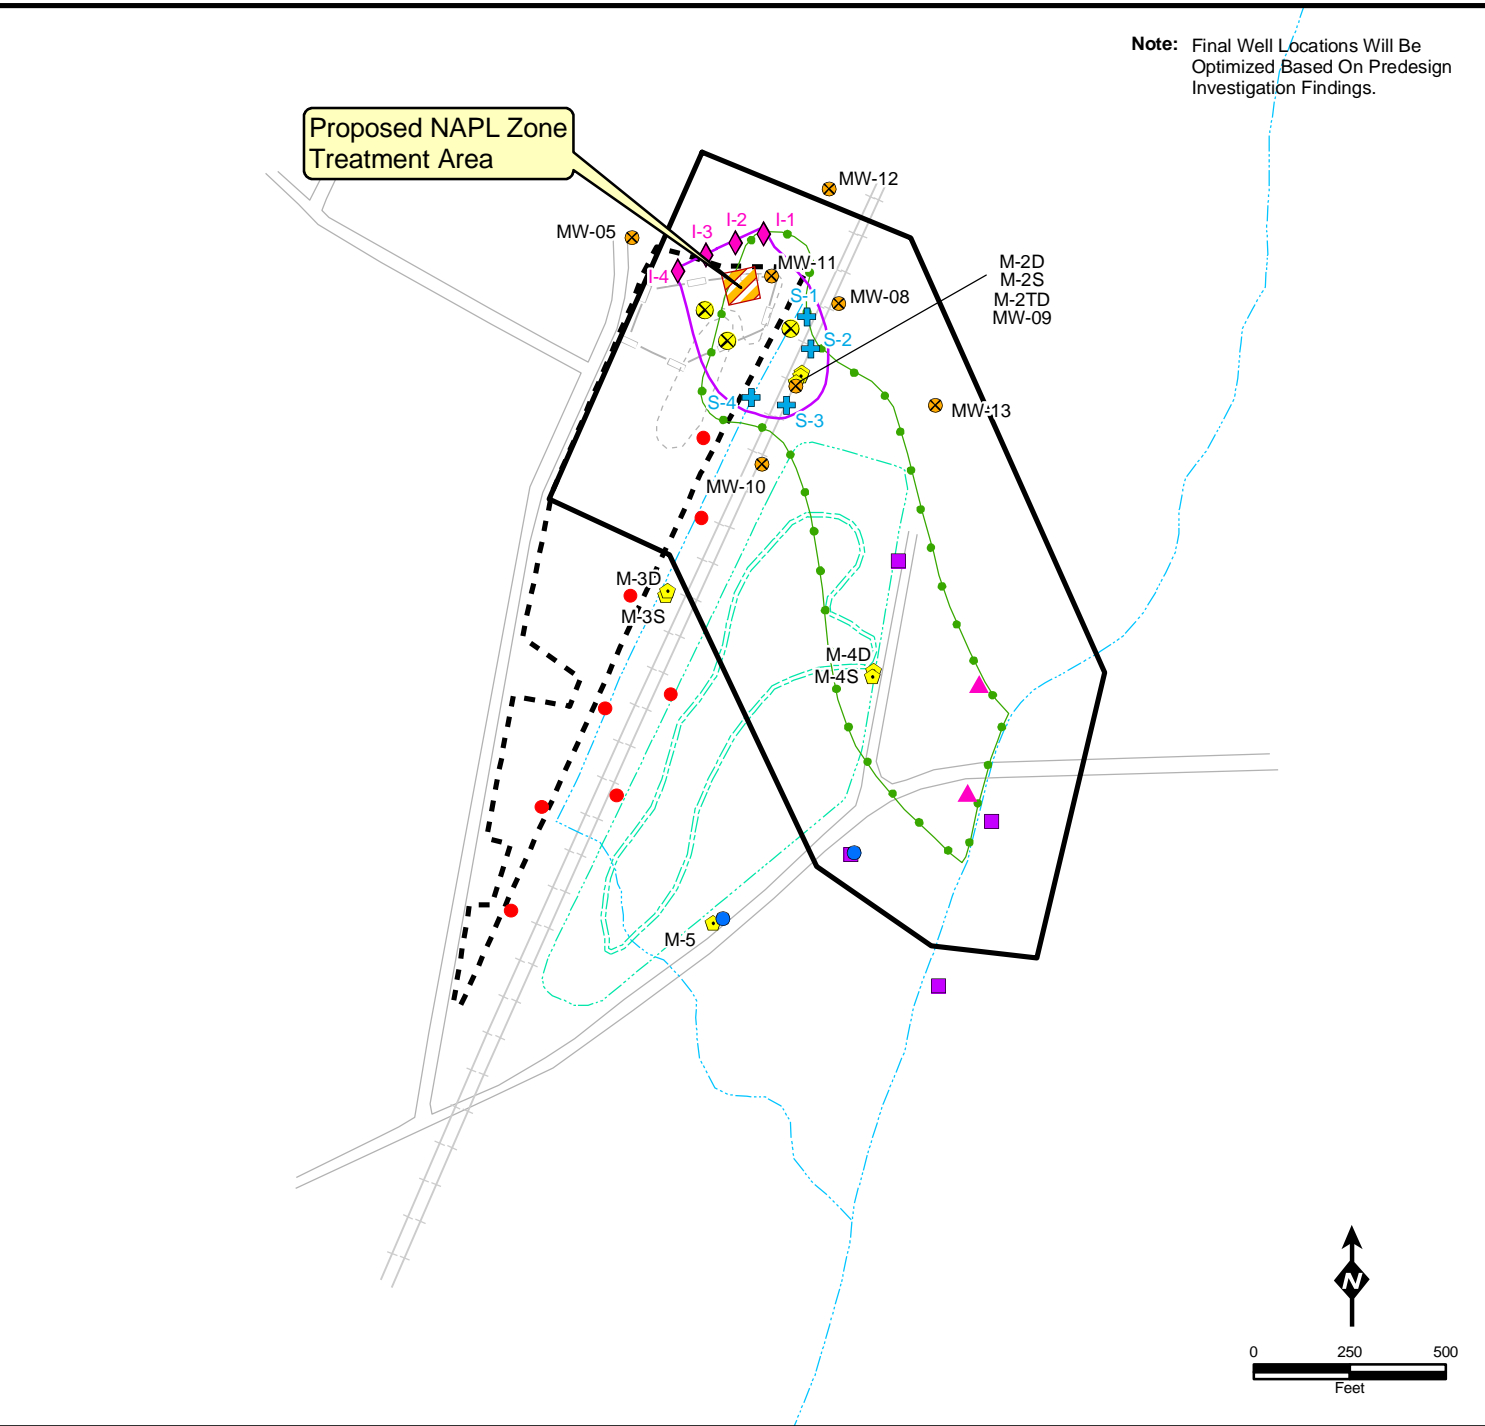 Note: Final Well Locations Will Be
Optimized Based On Predesign
Investigation Findings.
Proposed NAPL Zone
Treatment Area
MW-12
MW-05
I-1
I-2
I-3
I-4
MW-11
M-2D
M-2S
M-2TD
MW-09
S-1
MW-08
S-2
S-4
S-3
MW-13
MW-10
M-3D
M-3S
M-4D
M-4S
M-5
N
0 250 500
Feet